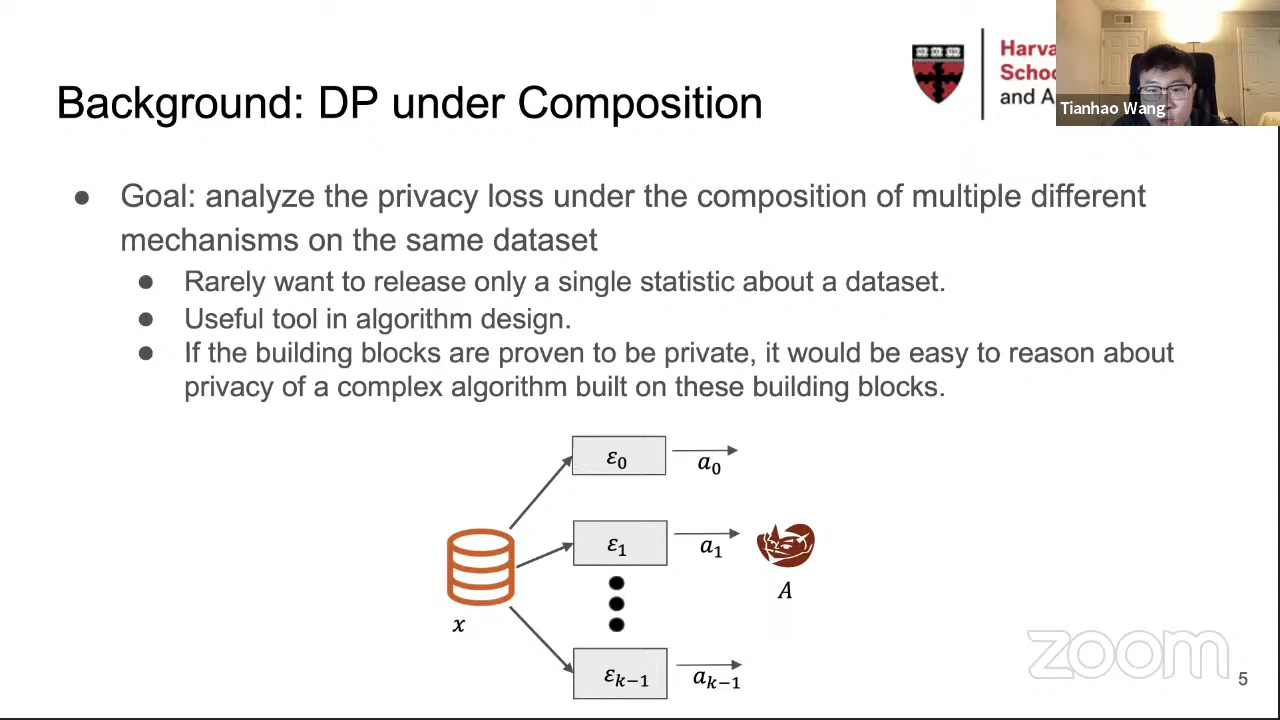 Background: DP under Composition
Harva
Schoo
and A
Tianhao Wang
● Goal: analyze the privacy loss under the composition of multiple different
mechanisms on the same dataset
● Rarely want to release only a single statistic about a dataset.
● Useful tool in algorithm design.
● If the building blocks are proven to be private, it would be easy to reason about
privacy of a complex algorithm built on these building blocks.
ε₀ a₀
ε₁ a₁
A
x
εₖ₋₁ aₖ₋₁
zoom
5